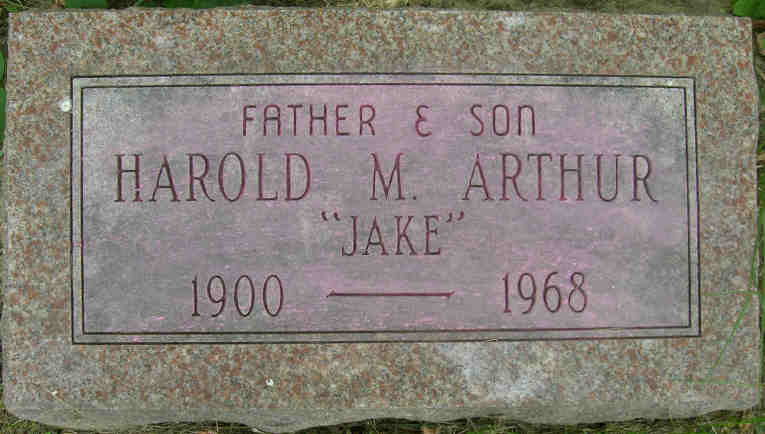 FATHER & SON
HAROLD M. ARTHUR
"JAKE"
1900 — 1968